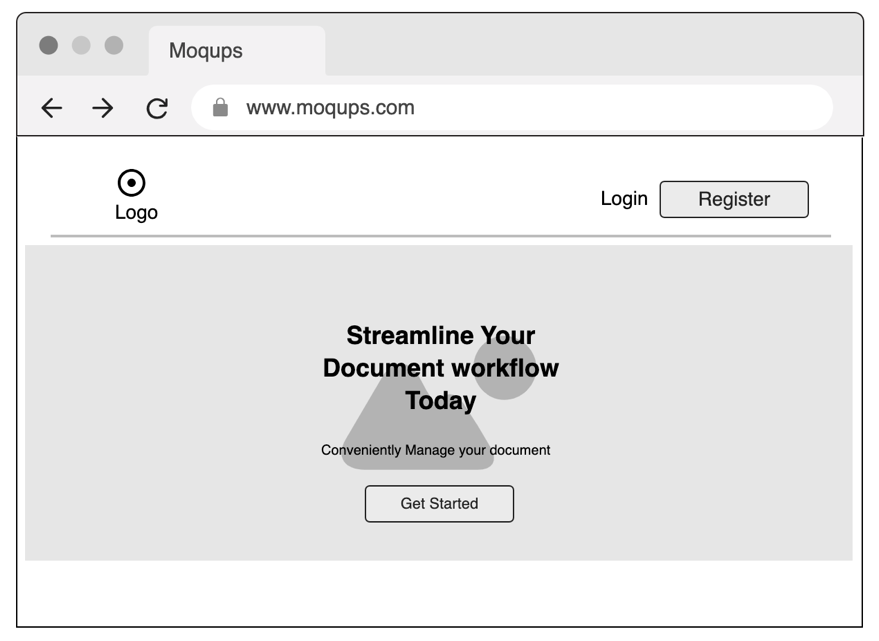 Moqups
www.moqups.com
Logo
Login
Register
Streamline Your
Document workflow
Today
Conveniently Manage your document
Get Started